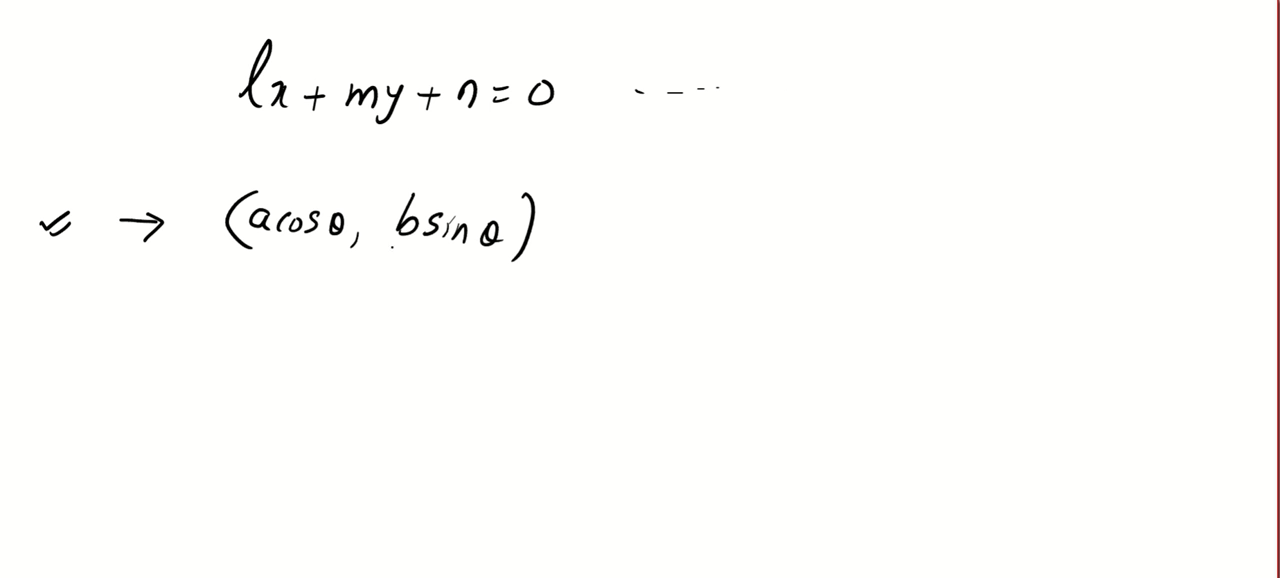 lx + my + n = 0 ----
→ (acosθ, bsinθ)